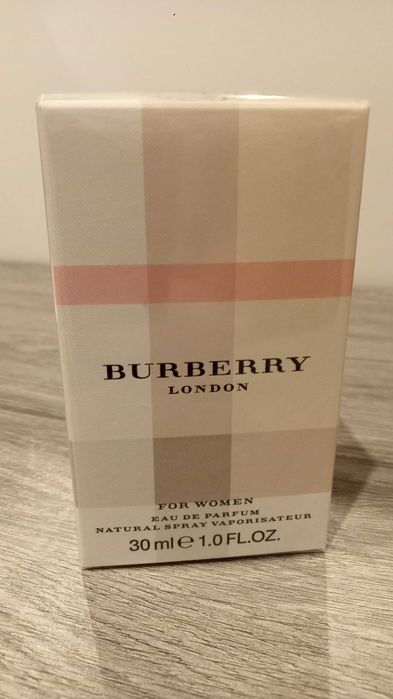 BURBERRY
LONDON
FOR WOMEN
EAU DE PARFUM
NATURAL SPRAY VAPORISATEUR
30 ml ℮ 1.0 FL.OZ.